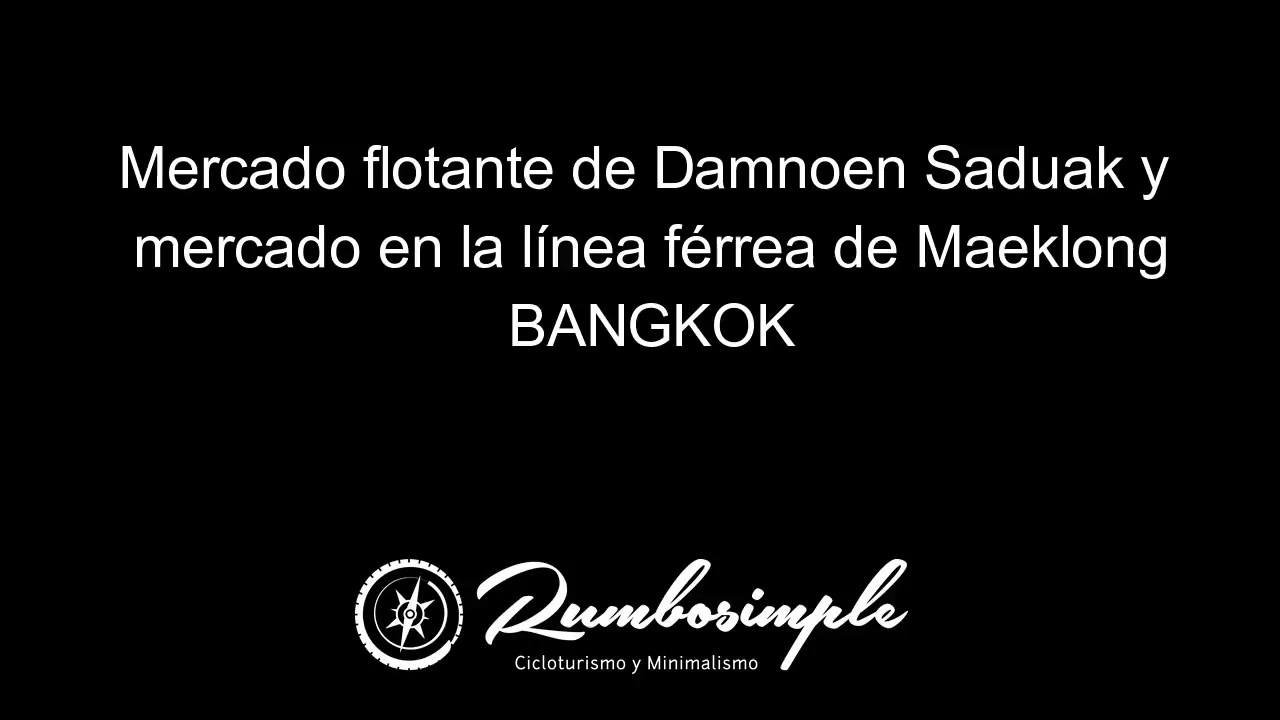 Mercado flotante de Damnoen Saduak y
mercado en la línea férrea de Maeklong
BANGKOK
Rumbosimple
Cicloturismo y Minimalismo